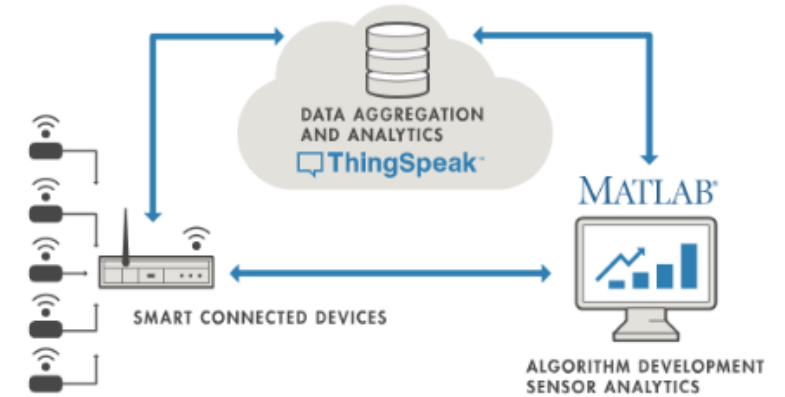 DATA AGGREGATION
AND ANALYTICS
ThingSpeak™
MATLAB®
SMART CONNECTED DEVICES
ALGORITHM DEVELOPMENT
SENSOR ANALYTICS